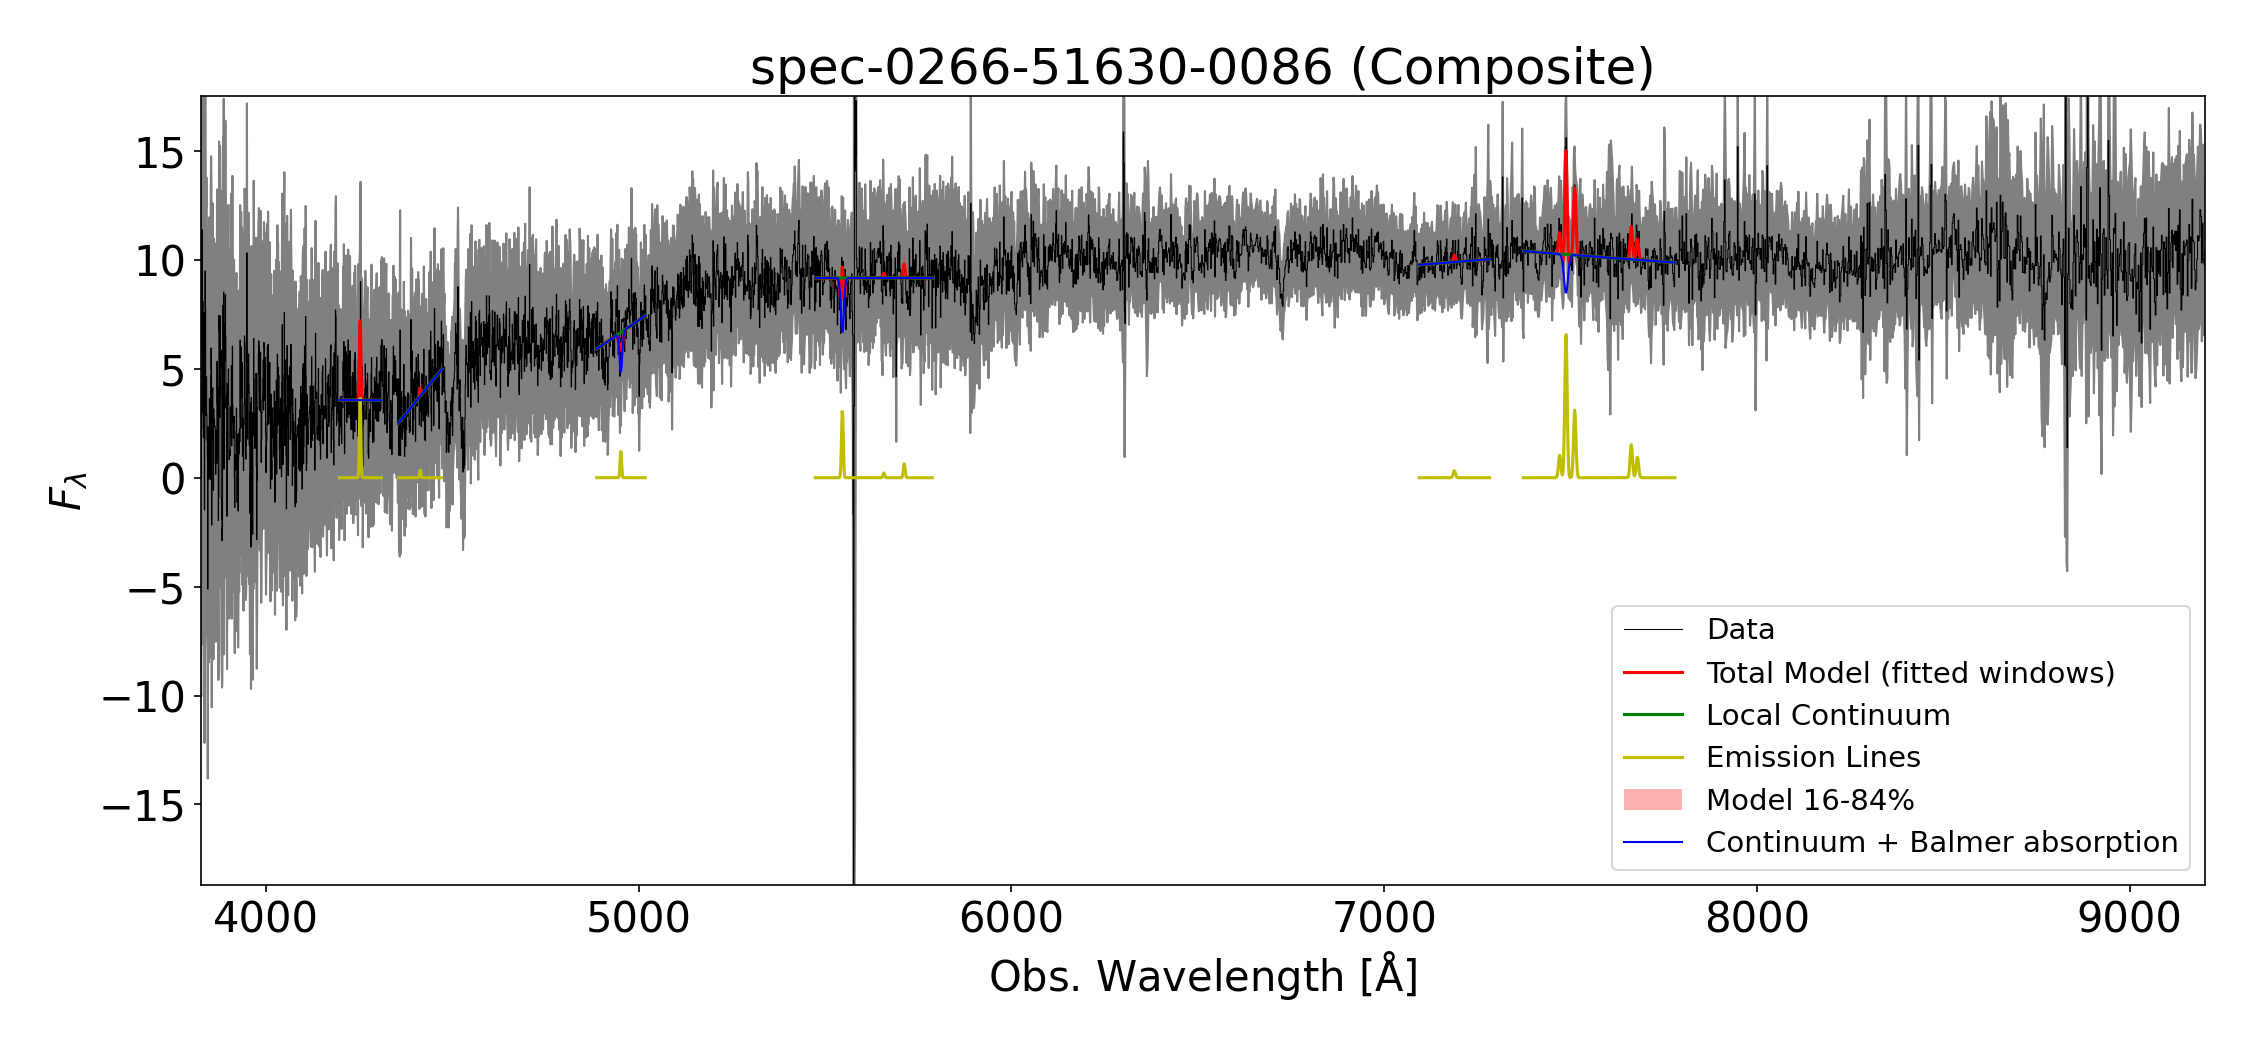 spec-0266-51630-0086 (Composite)
15
10
5
0
−5
−10
−15
F_λ
4000 5000 6000 7000 8000 9000
Obs. Wavelength [Å]
Data
Total Model (fitted windows)
Local Continuum
Emission Lines
Model 16-84%
Continuum + Balmer absorption